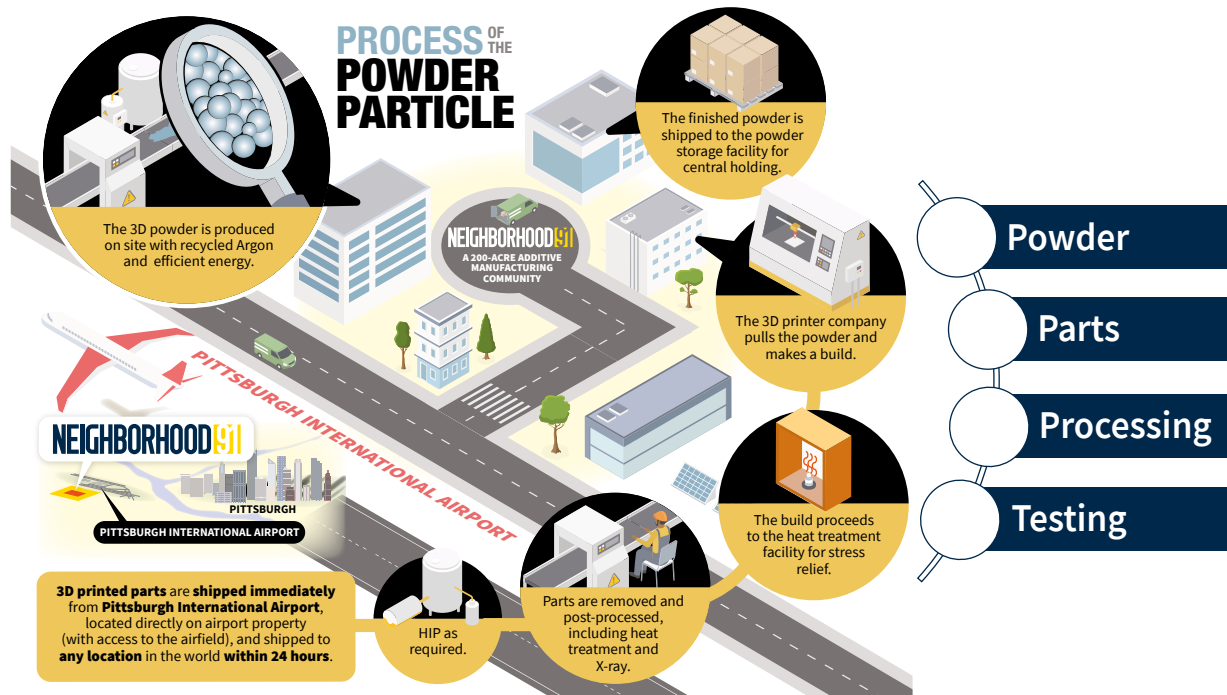 PROCESS OF THE
POWDER
PARTICLE
The 3D powder is produced
on site with recycled Argon
and efficient energy.
The finished powder is
shipped to the powder
storage facility for
central holding.
NEIGHBORHOOD 91
A 200-ACRE ADDITIVE
MANUFACTURING
COMMUNITY
The 3D printer company
pulls the powder and
makes a build.
The build proceeds
to the heat treatment
facility for stress
relief.
Parts are removed and
post-processed,
including heat
treatment and
X-ray.
HIP as
required.
3D printed parts are shipped immediately
from Pittsburgh International Airport,
located directly on airport property
(with access to the airfield), and shipped to
any location in the world within 24 hours.
PITTSBURGH INTERNATIONAL AIRPORT
NEIGHBORHOOD 91
PITTSBURGH
PITTSBURGH INTERNATIONAL AIRPORT
Powder
Parts
Processing
Testing